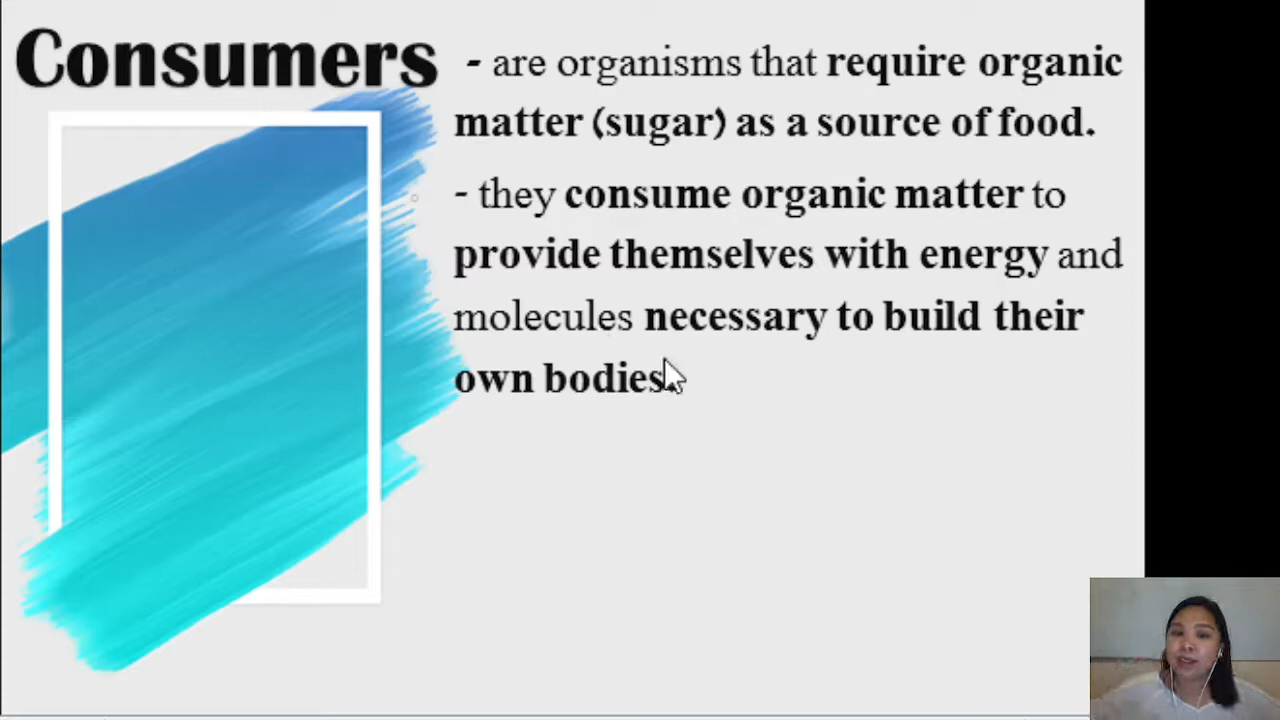 Consumers
- are organisms that require organic
matter (sugar) as a source of food.
- they consume organic matter to
provide themselves with energy and
molecules necessary to build their
own bodies.